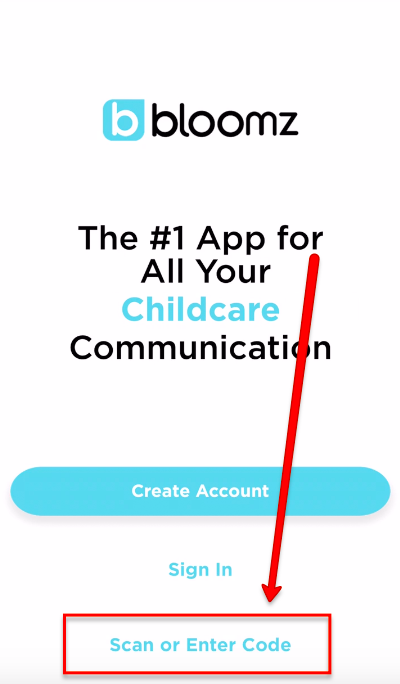 b bloomz
The #1 App for
All Your
Childcare
Communication
Create Account
Sign In
Scan or Enter Code